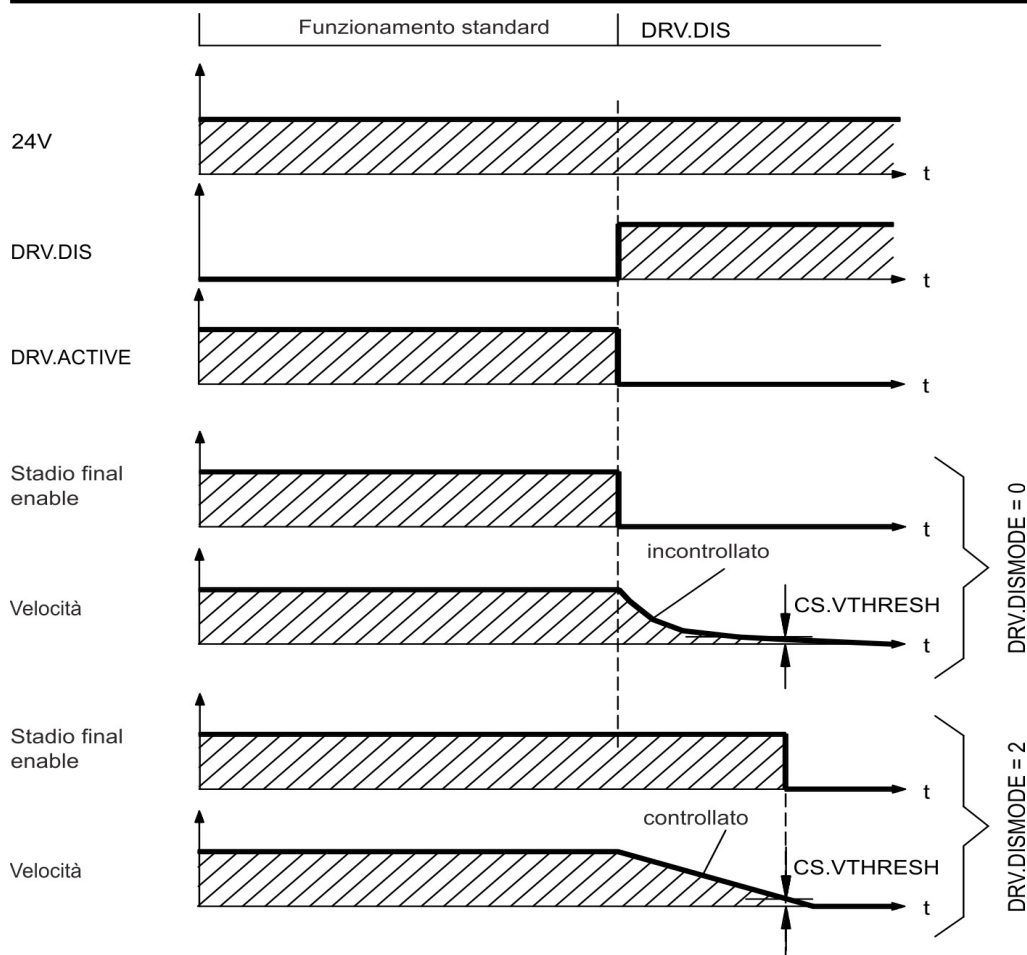 Funzionamento standard DRV.DIS
24V
t
DRV.DIS
t
DRV.ACTIVE
t
Stadio final
enable
t
incontrollato
Velocità
CS.VTHRESH
t
DRV.DISMODE = 0
Stadio final
enable
t
controllato
Velocità
CS.VTHRESH
t
DRV.DISMODE = 2